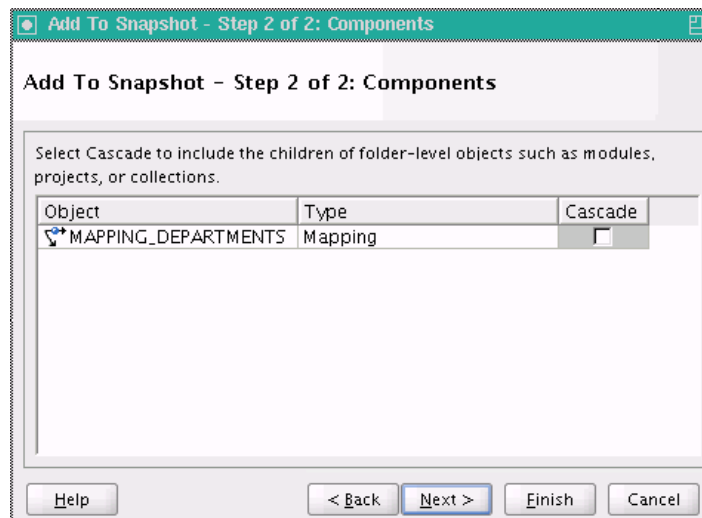 Add To Snapshot - Step 2 of 2: Components
Add To Snapshot - Step 2 of 2: Components
Select Cascade to include the children of folder-level objects such as modules,
projects, or collections.
Object Type Cascade
MAPPING_DEPARTMENTS Mapping
Help < Back Next > Finish Cancel